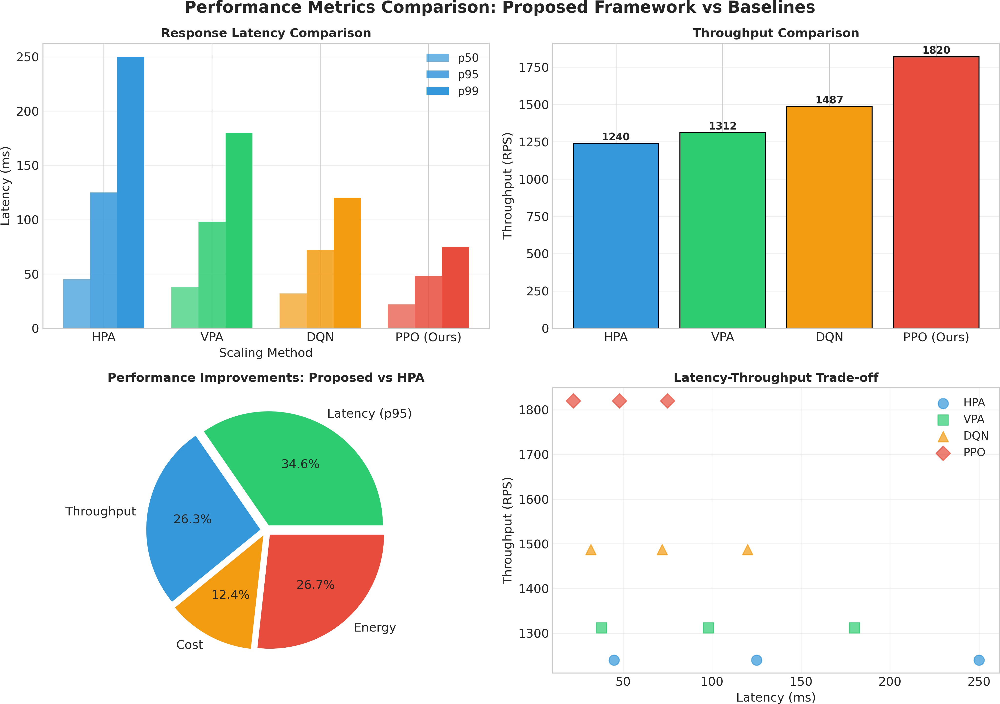 Performance Metrics Comparison: Proposed Framework vs Baselines
Response Latency Comparison
Latency (ms)
250
200
150
100
50
0
p50
p95
p99
HPA
VPA
DQN
PPO (Ours)
Scaling Method
Throughput Comparison
Throughput (RPS)
1750
1500
1250
1000
750
500
250
0
1240
1312
1487
1820
HPA
VPA
DQN
PPO (Ours)
Performance Improvements: Proposed vs HPA
Latency (p95)
34.6%
Throughput
26.3%
12.4%
Cost
26.7%
Energy
Latency-Throughput Trade-off
Throughput (RPS)
1800
1700
1600
1500
1400
1300
HPA
VPA
DQN
PPO
50
100
150
200
250
Latency (ms)